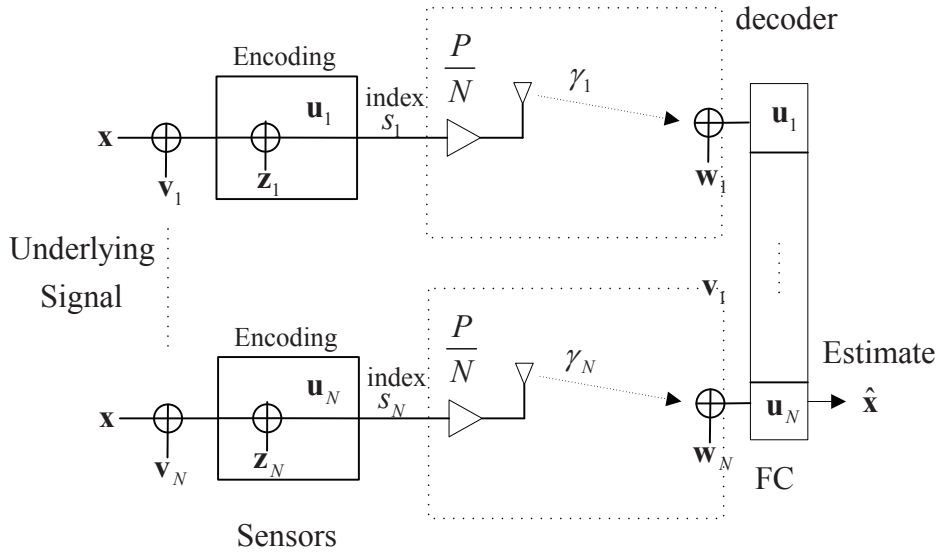 decoder
Encoding
P
N
γ1
u1
index
s1
u1
x
z1
v1
w1
Underlying
Signal
v1
Encoding
P
N
γN
Estimate
uN
index
sN
x
uN
x̂
zN
vN
wN
FC
Sensors